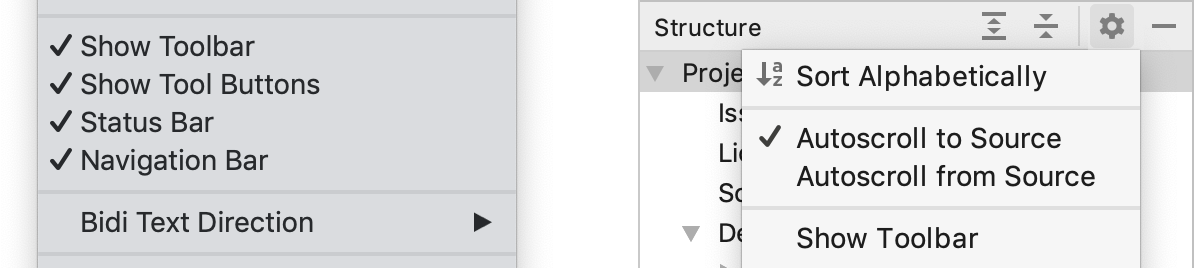 Show Toolbar
Show Tool Buttons
Status Bar
Navigation Bar
Bidi Text Direction
Structure
Sort Alphabetically
Autoscroll to Source
Autoscroll from Source
Show Toolbar